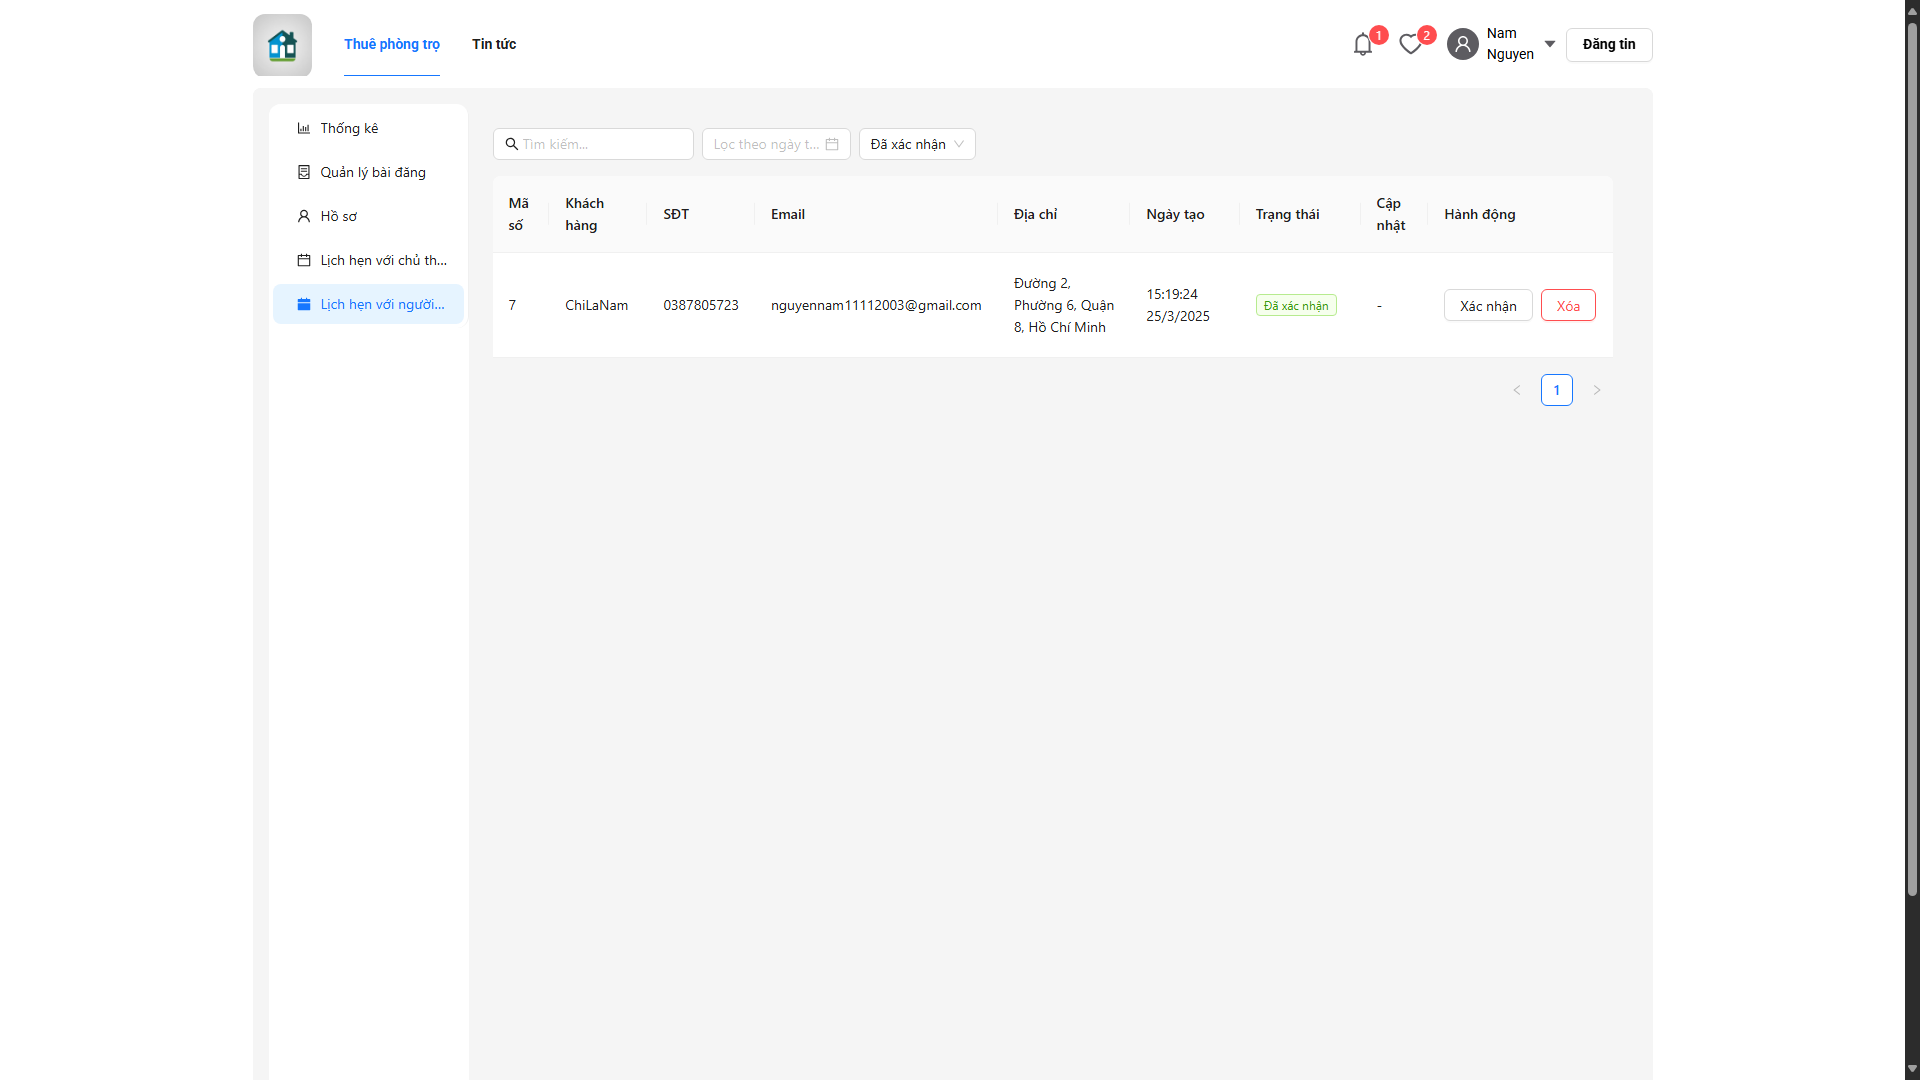 Thuê phòng trọ
Tin tức
1
2
Nam
Nguyen
Đăng tin
Thống kê
Quản lý bài đăng
Hồ sơ
Lịch hẹn với chủ th...
Lịch hẹn với người...
Tìm kiếm...
Lọc theo ngày t...
Đã xác nhận
Mã
số
Khách
hàng
SĐT
Email
Địa chỉ
Ngày tạo
Trạng thái
Cập
nhật
Hành động
7
ChiLaNam
0387805723
nguyennam11112003@gmail.com
Đường 2,
Phường 6, Quận
8, Hồ Chí Minh
15:19:24
25/3/2025
Đã xác nhận
-
Xác nhận
Xóa
1